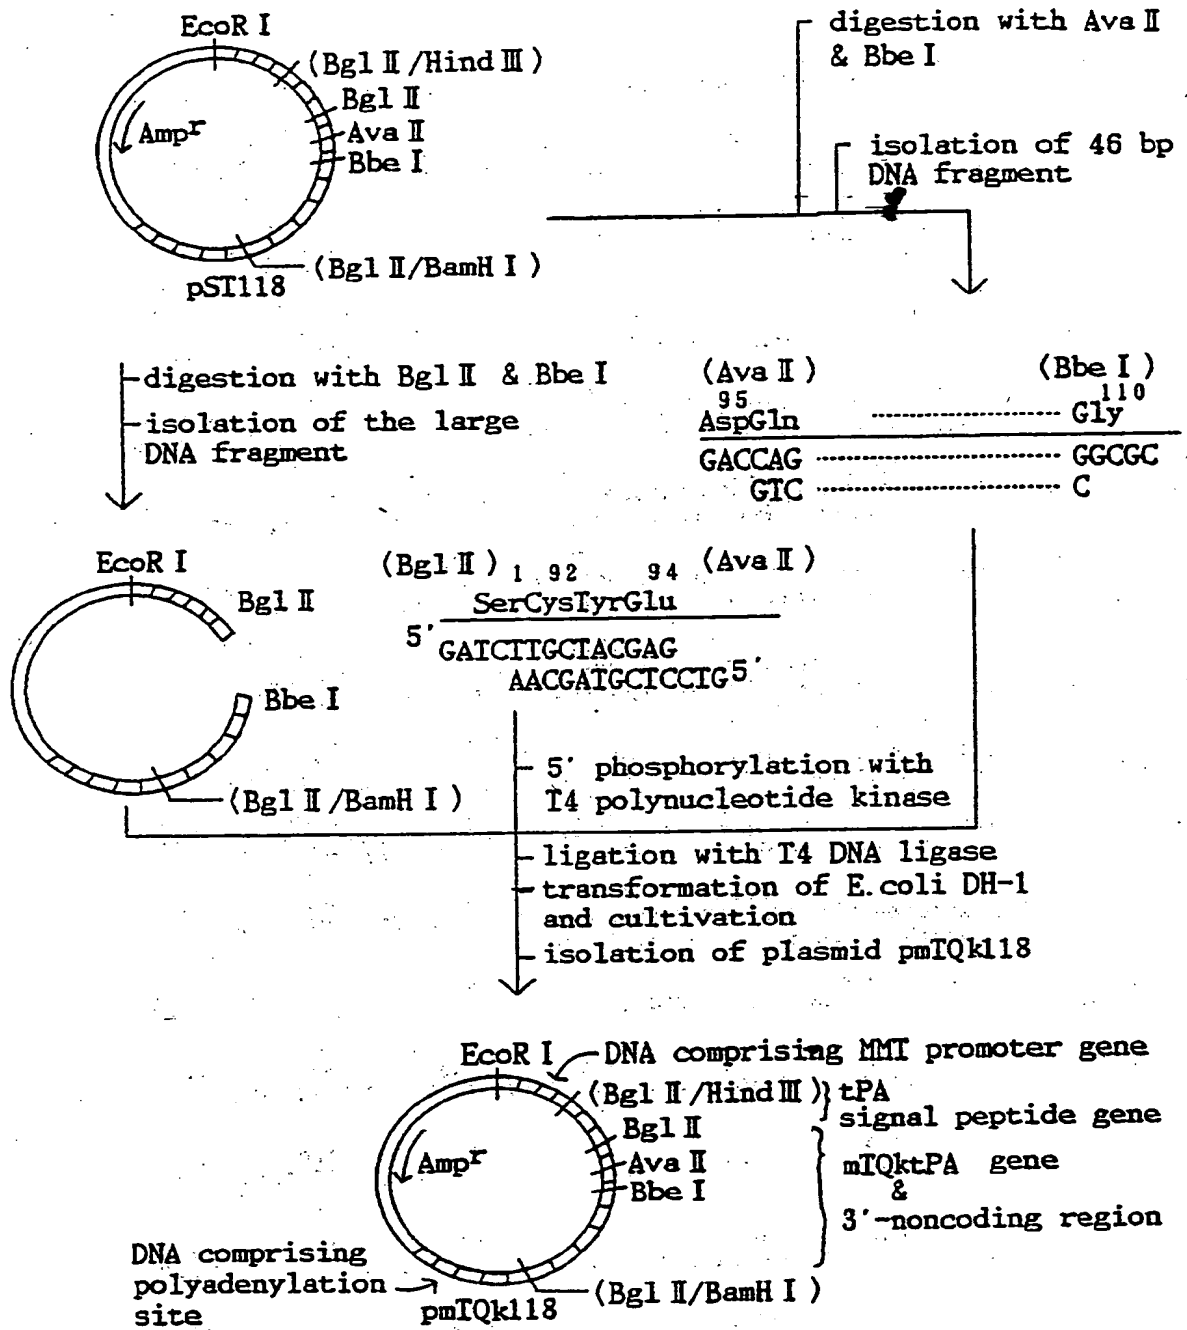 EcoR I
(Bgl II/Hind III)
Bgl II
Ava II
Bbe I
Ampr
(Bgl II/BamH I)
pST118
digestion with Ava II
& Bbe I
isolation of 46 bp
DNA fragment
digestion with Bgl II & Bbe I
isolation of the large
DNA fragment
(Ava II) (Bbe I)
95 110
AspGln ---------- Gly
GACCAG ---------- GGCGC
GTC ---------- C
EcoR I
Bgl II
Bbe I
(Bgl II/BamH I)
(Bgl II) 1 92 94 (Ava II)
SerCysTyrGlu
5' GATCTTGCTACGAG
AACGATGCTCCTG5'
5' phosphorylation with
T4 polynucleotide kinase
ligation with T4 DNA ligase
transformation of E.coli DH-1
and cultivation
isolation of plasmid pmTQk118
EcoR I
DNA comprising MMT promoter gene
(Bgl II/Hind III)} tPA
signal peptide gene
Bgl II
Ava II
Bbe I
Ampr
mTQktPA gene
&
3'-noncoding region
DNA comprising
polyadenylation
site
(Bgl II/BamH I)
pmTQk118